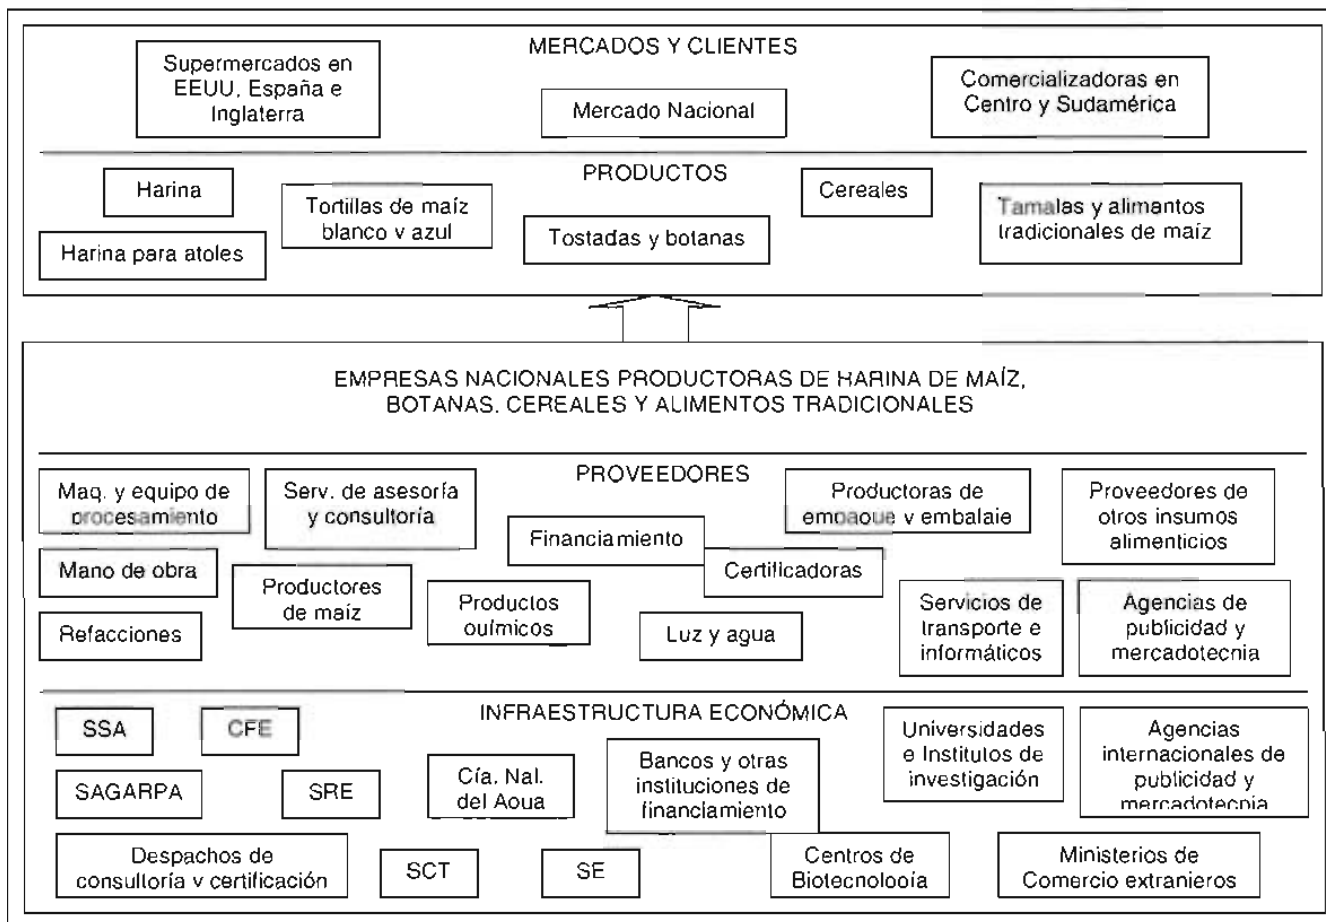 MERCADOS Y CLIENTES
Supermercados en
EEUU, España e
Inglaterra
Mercado Nacional
Comercializadoras en
Centro y Sudamérica
PRODUCTOS
Harina
Harina para atoles
Tortillas de maíz
blanco y azul
Tostadas y botanas
Cereales
Tamalas y alimantos
tradicionales de maíz
EMPRESAS NACIONALES PRODUCTORAS DE HARINA DE MAÍZ,
BOTANAS, CEREALES Y ALIMENTOS TRADICIONALES
PROVEEDORES
Maq. y equipo de
procesamiento
Serv. de asesoría
y consultoría
Financiamiento
Productoras de
empaque y embalaje
Proveedores de
otros insumos
alimenticios
Mano de obra
Productores
de maíz
Productos
químicos
Certificadoras
Refacciones
Luz y agua
Servicios de
transporte e
informáticos
Agencias de
publicidad y
mercadotecnia
INFRAESTRUCTURA ECONÓMICA
SSA
CFE
SAGARPA
SRE
Cía. Nal.
del Agua
Bancos y otras
instituciones de
financiamiento
Universidades
e Institutos de
investigación
Agencias
internacionales de
publicidad y
mercadotecnia
Despachos de
consultoría y certificación
SCT
SE
Centros de
Biotecnología
Ministerios de
Comercio extranieros